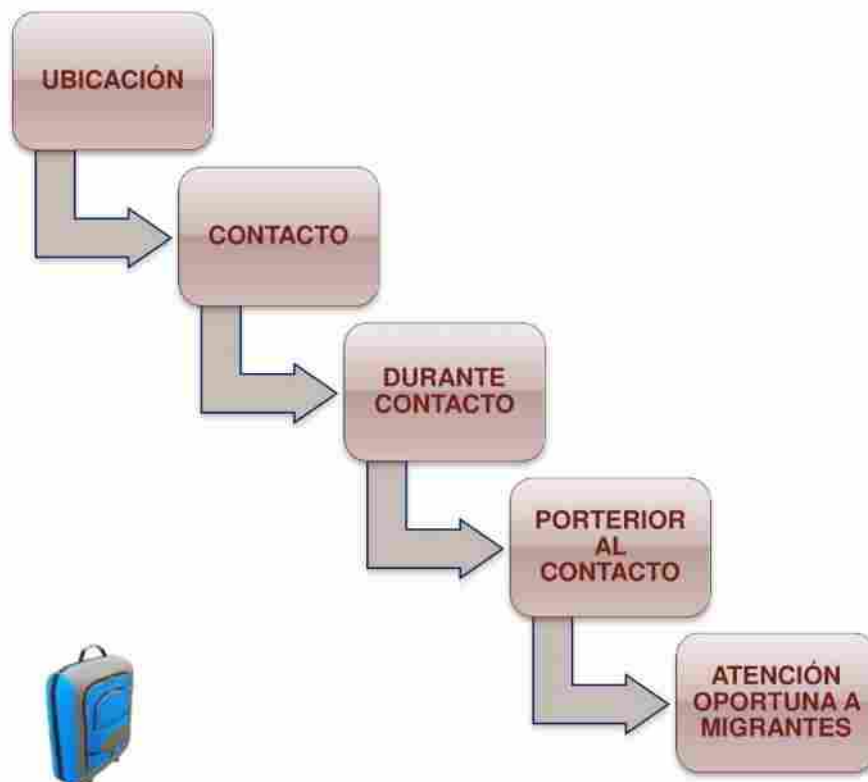 UBICACIÓN
CONTACTO
DURANTE
CONTACTO
PORTERIOR
AL
CONTACTO
ATENCIÓN
OPORTUNA A
MIGRANTES